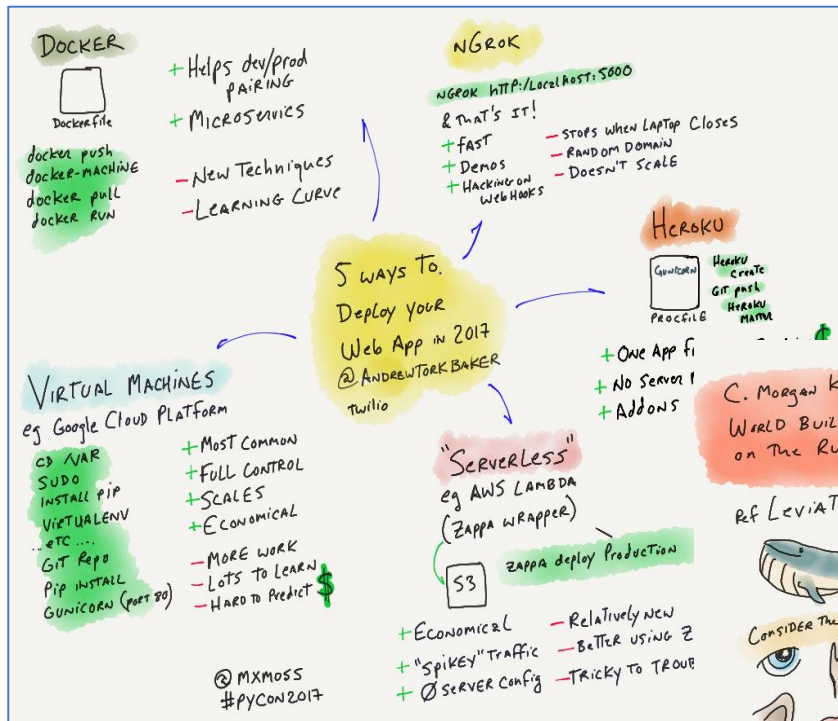 DOCKER
Dockerfile
docker push
docker-MACHINE
docker pull
docker RUN
+ Helps dev/prod
PAIRING
+ Microservics
- New Techniques
- LEARNING CURVE
NGROK
NGROK http://localhost:5000
& THAT'S IT!
+ FAST
+ Demos
+ HACKING ON
WebHOOKS
- STOPS WHEN LAPTOP CLOSES
- RANDOM DOMAIN
- DOESN'T SCALE
HEROKU
GUNICORN
PROCFILE
HEROKU
CREATE
GIT push
HEROKU
+ ONE APP
+ No SERVER
+ Addons
$
5 WAYS TO.
Deploy your
Web App in 2017
@ANDREWTORKBAKER
Twilio
VIRTUAL MACHINES
eg Google Cloud PLATFORM
CD /VAR
SUDO
INSTALL PIP
VIRTUALENV
...eTC....
GIT Repo
Pip INSTALL
GUNICORN (PORT 80)
+ MOST COMMON
+ FULL CONTROL
+ SCALES
+ ECONOMICAL
- MORE WORK
- LOTS TO LEARN
- HARD TO PREDICT $
"SERVERLESS"
eg AWS LAMBDA
(ZAPPA WRAPPER)
S3
ZAPPA deploy PRODUCTION
+ ECONOMICAL
+ "SPIKEY" TRAFFIC
+ Ø SERVER CONFIG
- RELATIVELY NEW
- BETTER USING Z
- TRICKY TO
@MXMOSS
#PYCON2017
C. MORGAN K
WORLD
ON THE
Ref
CONSIDER THE